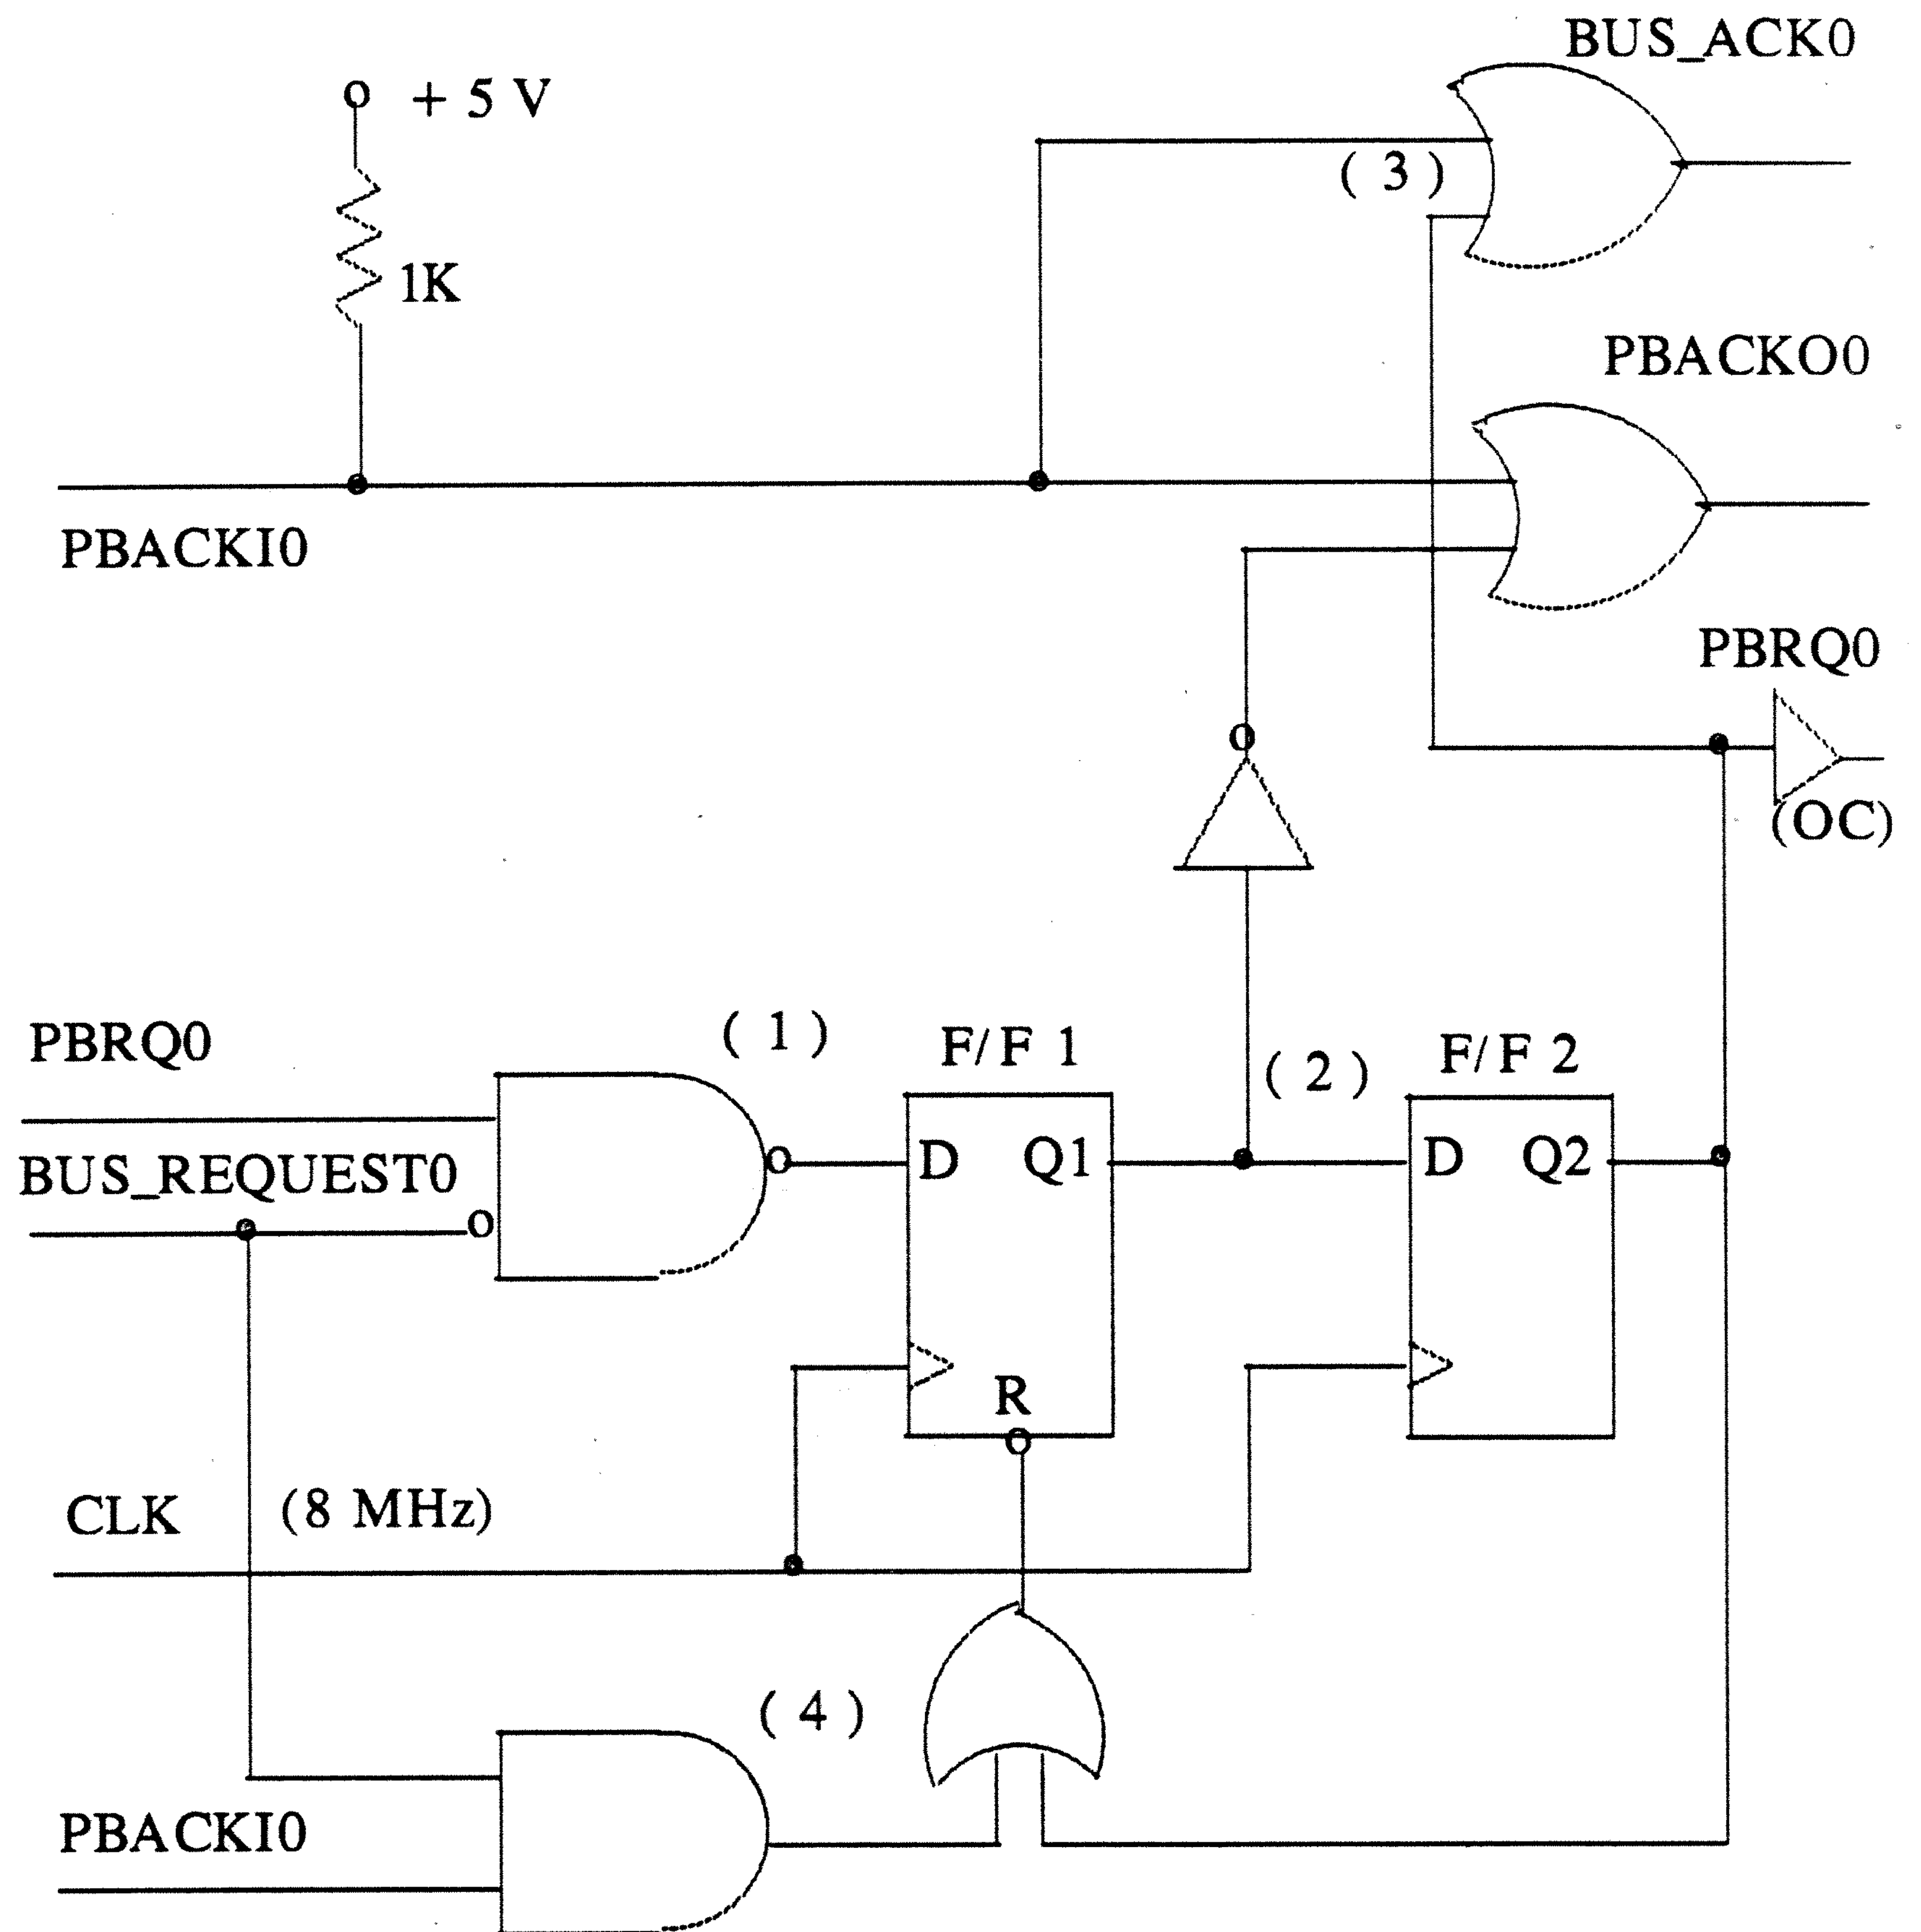 BUS_ACK0
+ 5 V
( 3 )
1K
PBACKO0
PBACKI0
PBRQ0
(OC)
PBRQ0
( 1 )
F/F 1
( 2 )
F/F 2
BUS_REQUEST0
D Q1
D Q2
R
CLK (8 MHz)
( 4 )
PBACKI0